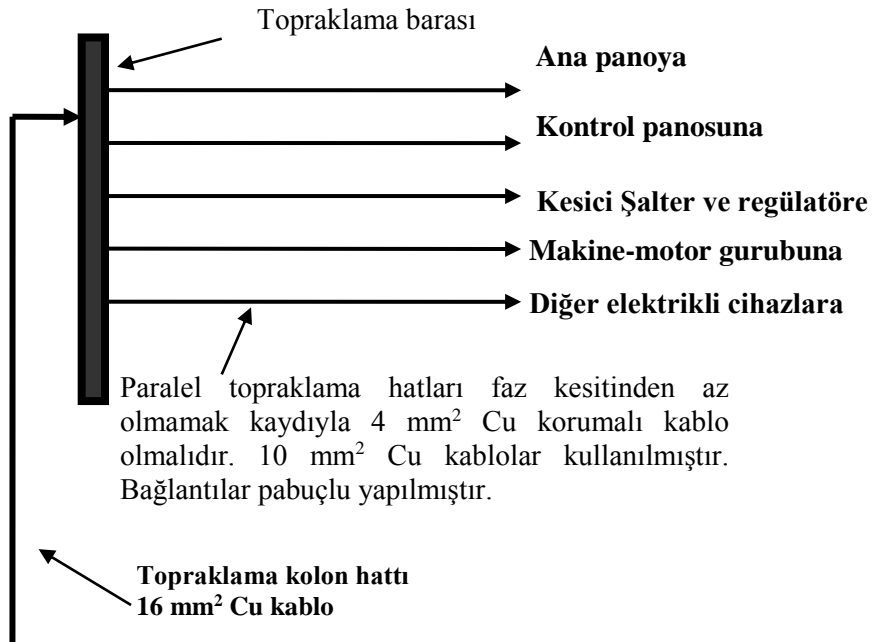 Topraklama barası
Ana panoya
Kontrol panosuna
Kesici Şalter ve regülatöre
Makine-motor gurubuna
Diğer elektrikli cihazlara
Paralel topraklama hatları faz kesitinden az
olmamak kaydıyla 4 mm² Cu korumalı kablo
olmalıdır. 10 mm² Cu kablolar kullanılmıştır.
Bağlantılar pabuçlu yapılmıştır.
Topraklama kolon hattı
16 mm² Cu kablo